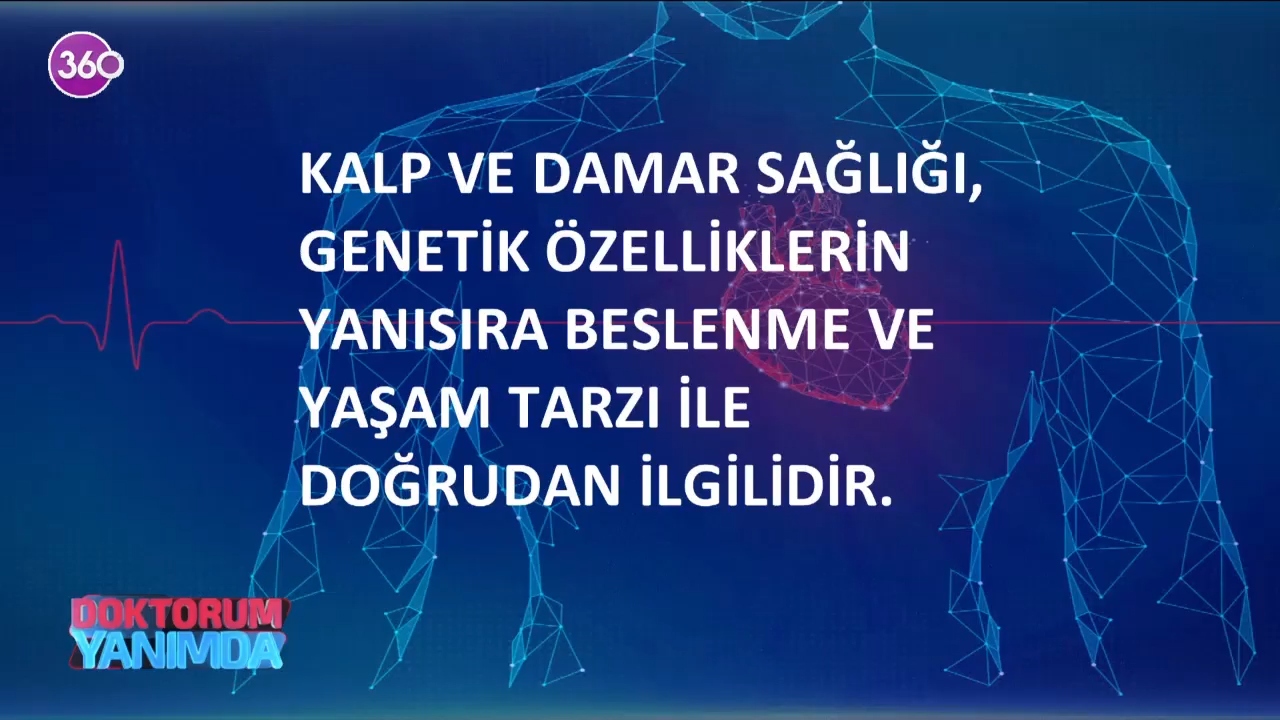 360
KALP VE DAMAR SAĞLIĞI,
GENETİK ÖZELLİKLERİN
YANISIRA BESLENME VE
YAŞAM TARZI İLE
DOĞRUDAN İLGİLİDİR.
DOKTORUM
YANIMDA